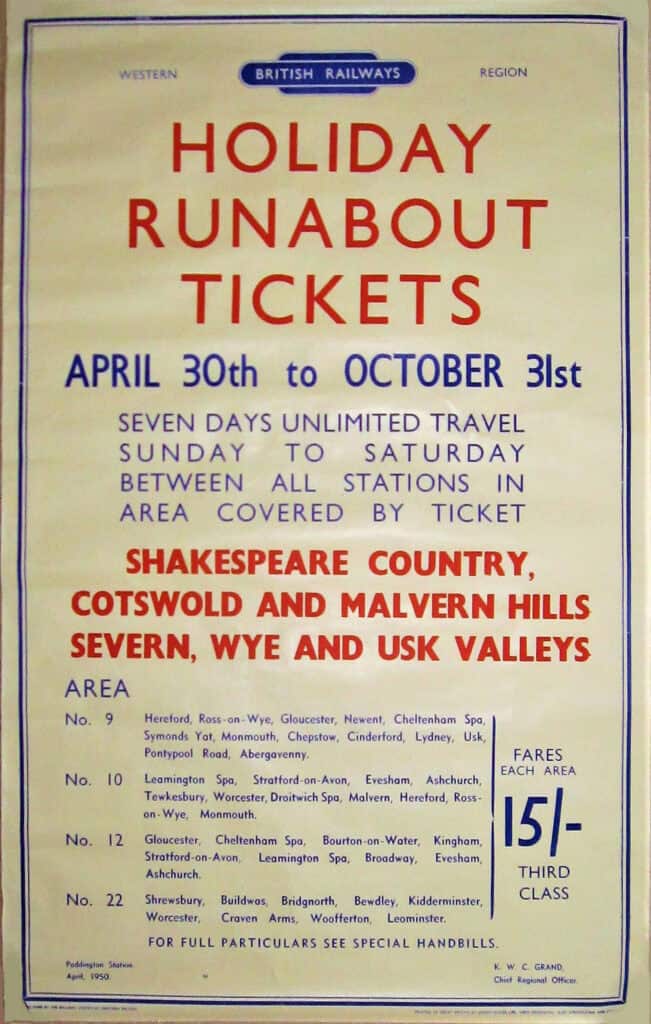 WESTERN BRITISH RAILWAYS REGION
HOLIDAY
RUNABOUT
TICKETS
APRIL 30th to OCTOBER 31st
SEVEN DAYS UNLIMITED TRAVEL
SUNDAY TO SATURDAY
BETWEEN ALL STATIONS IN
AREA COVERED BY TICKET
SHAKESPEARE COUNTRY,
COTSWOLD AND MALVERN HILLS
SEVERN, WYE AND USK VALLEYS
AREA
No. 9 Hereford, Ross-on-Wye, Gloucester, Newent, Cheltenham Spa,
Symonds Yat, Monmouth, Chepstow, Cinderford, Lydney, Usk,
Pontypool Road, Abergavenny.
No. 10 Leamington Spa, Stratford-on-Avon, Evesham, Ashchurch,
Tewkesbury, Worcester, Droitwich Spa, Malvern, Hereford, Ross-
on-Wye, Monmouth.
No. 12 Gloucester, Cheltenham Spa, Bourton-on-Water, Kingham,
Stratford-on-Avon, Leamington Spa, Broadway, Evesham,
Ashchurch.
No. 22 Shrewsbury, Buildwas, Bridgnorth, Bewdley, Kidderminster,
Worcester, Craven Arms, Woofferton, Leominster.
FARES
EACH AREA
15/-
THIRD
CLASS
FOR FULL PARTICULARS SEE SPECIAL HANDBILLS.
Paddington Station.
April, 1950.
K. W. C. GRAND,
Chief Regional Officer.